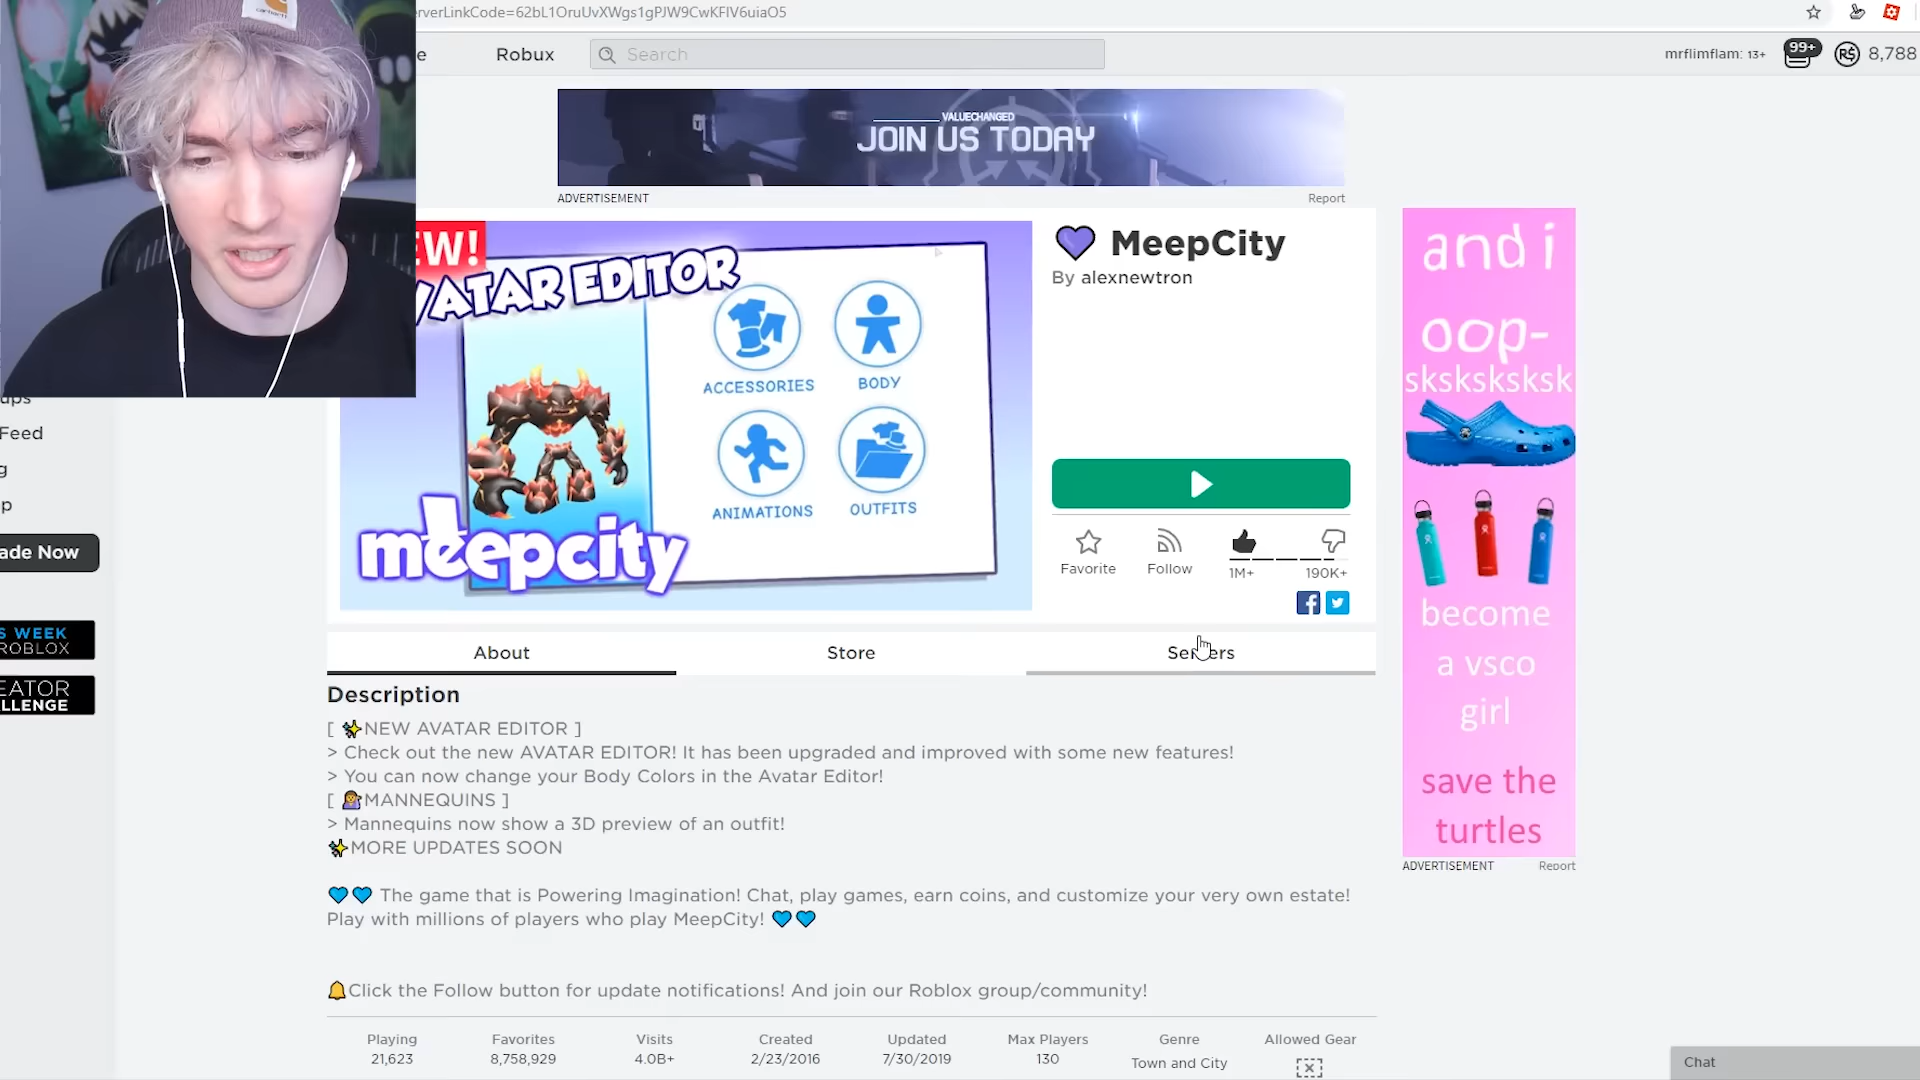 erverLinkCode=62bL1OruUvXWgs1gPJW9CwKFlV6uiaO5
carhartt
e
Robux
Search
mrflimflam: 13+
99+
R$
8,788
VALUECHANGED
JOIN US TODAY
ADVERTISEMENT
Report
EW!
VATAR EDITOR
ACCESSORIES
BODY
ANIMATIONS
OUTFITS
meepcity
MeepCity
By alexnewtron
Favorite
Follow
1M+
190K+
ups
Feed
g
p
ade Now
S WEEK
ROBLOX
EATOR
LLENGE
About
Store
Servers
Description
[ ✨NEW AVATAR EDITOR ]
> Check out the new AVATAR EDITOR! It has been upgraded and improved with some new features!
> You can now change your Body Colors in the Avatar Editor!
[ 💁MANNEQUINS ]
> Mannequins now show a 3D preview of an outfit!
✨MORE UPDATES SOON
💙💙 The game that is Powering Imagination! Chat, play games, earn coins, and customize your very own estate!
Play with millions of players who play MeepCity! 💙💙
🔔Click the Follow button for update notifications! And join our Roblox group/community!
Playing
Favorites
Visits
Created
Updated
Max Players
Genre
Allowed Gear
21,623
8,758,929
4.0B+
2/23/2016
7/30/2019
130
Town and City
and i
oop-
sksksksksk
become
a vsco
girl
save the
turtles
ADVERTISEMENT
Report
Chat